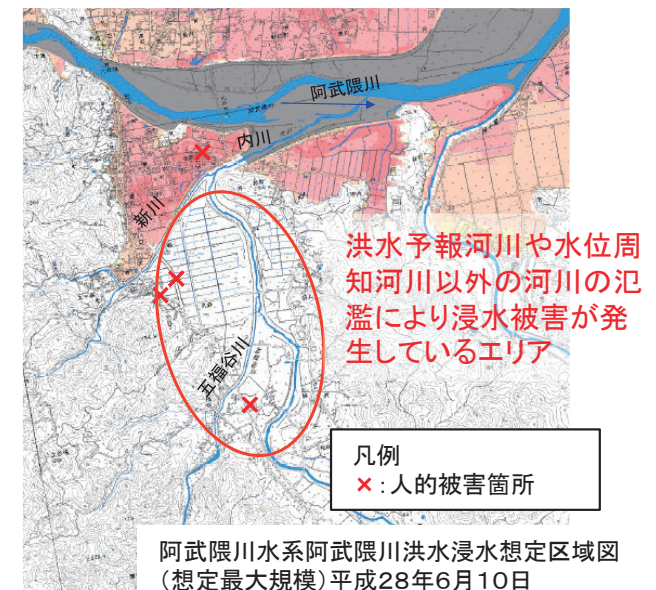 阿武隈川
内川
新川
洪水予報河川や水位周
知河川以外の河川の氾
濫により浸水被害が発
生しているエリア
五福谷川
凡例
×:人的被害箇所
阿武隈川水系阿武隈川洪水浸水想定区域図
(想定最大規模)平成28年6月10日